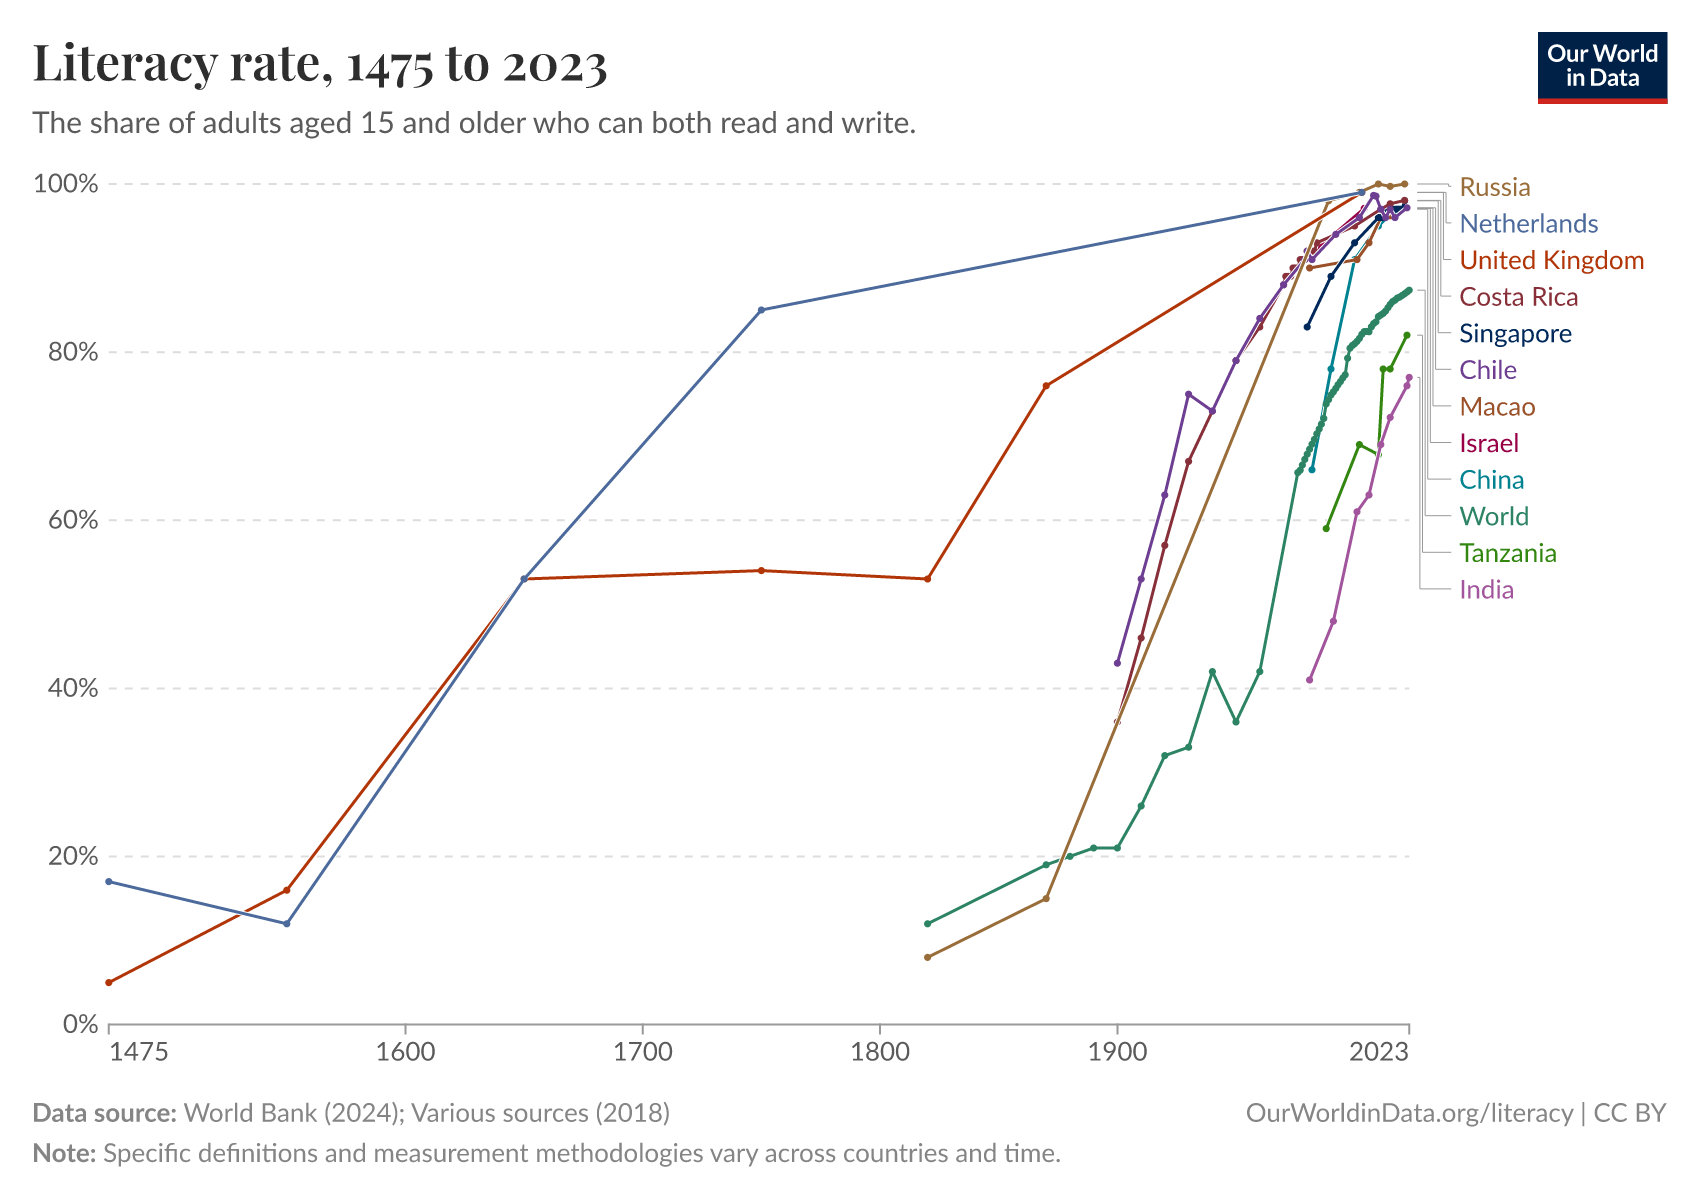 Literacy rate, 1475 to 2023
Our World
in Data
The share of adults aged 15 and older who can both read and write.
100%
80%
60%
40%
20%
0%
Russia
Netherlands
United Kingdom
Costa Rica
Singapore
Chile
Macao
Israel
China
World
Tanzania
India
1475
1600
1700
1800
1900
2023
Data source: World Bank (2024); Various sources (2018)
OurWorldinData.org/literacy | CC BY
Note: Specific definitions and measurement methodologies vary across countries and time.